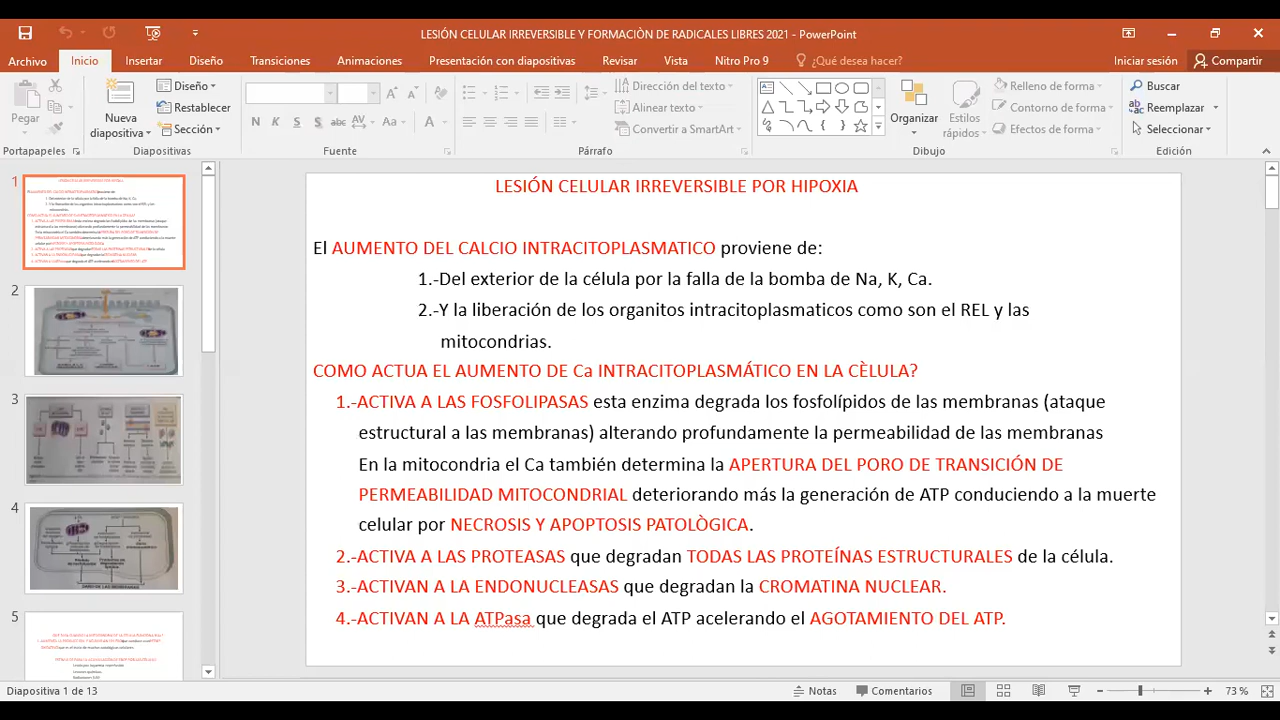 LESIÓN CELULAR IRREVERSIBLE Y FORMACIÒN DE RADICALES LIBRES 2021 - PowerPoint
Archivo Inicio Insertar Diseño Transiciones Animaciones Presentación con diapositivas Revisar Vista Nitro Pro 9 ¿Qué desea hacer? Iniciar sesión Compartir
Pegar
Nueva diapositiva
Diseño
Restablecer
Sección
N K S abc AV Aa A
Dirección del texto
Alinear texto
Convertir a SmartArt
Organizar
Estilos rápidos
Relleno de forma
Contorno de forma
Efectos de forma
Buscar
Reemplazar
Seleccionar
Portapapeles Diapositivas Fuente Párrafo Dibujo Edición
1
2
3
4
5
LESIÓN CELULAR IRREVERSIBLE POR HIPOXIA
El AUMENTO DEL CALCIO INTRACITOPLASMATICO proviene de:
1.-Del exterior de la célula por la falla de la bomba de Na, K, Ca.
2.-Y la liberación de los organitos intracitoplasmaticos como son el REL y las
mitocondrias.
COMO ACTUA EL AUMENTO DE Ca INTRACITOPLASMÁTICO EN LA CÈLULA?
1.-ACTIVA A LAS FOSFOLIPASAS esta enzima degrada los fosfolípidos de las membranas (ataque
estructural a las membranas) alterando profundamente la permeabilidad de las membranas
En la mitocondria el Ca también determina la APERTURA DEL PORO DE TRANSICIÓN DE
PERMEABILIDAD MITOCONDRIAL deteriorando más la generación de ATP conduciendo a la muerte
celular por NECROSIS Y APOPTOSIS PATOLÒGICA.
2.-ACTIVA A LAS PROTEASAS que degradan TODAS LASPROTEÍNAS ESTRUCTURALES de la célula.
3.-ACTIVAN A LA ENDONUCLEASAS que degradan la CROMATINA NUCLEAR.
4.-ACTIVAN A LA ATPasa que degrada el ATP acelerando el AGOTAMIENTO DEL ATP.
Diapositiva 1 de 13 Notas Comentarios 73 %